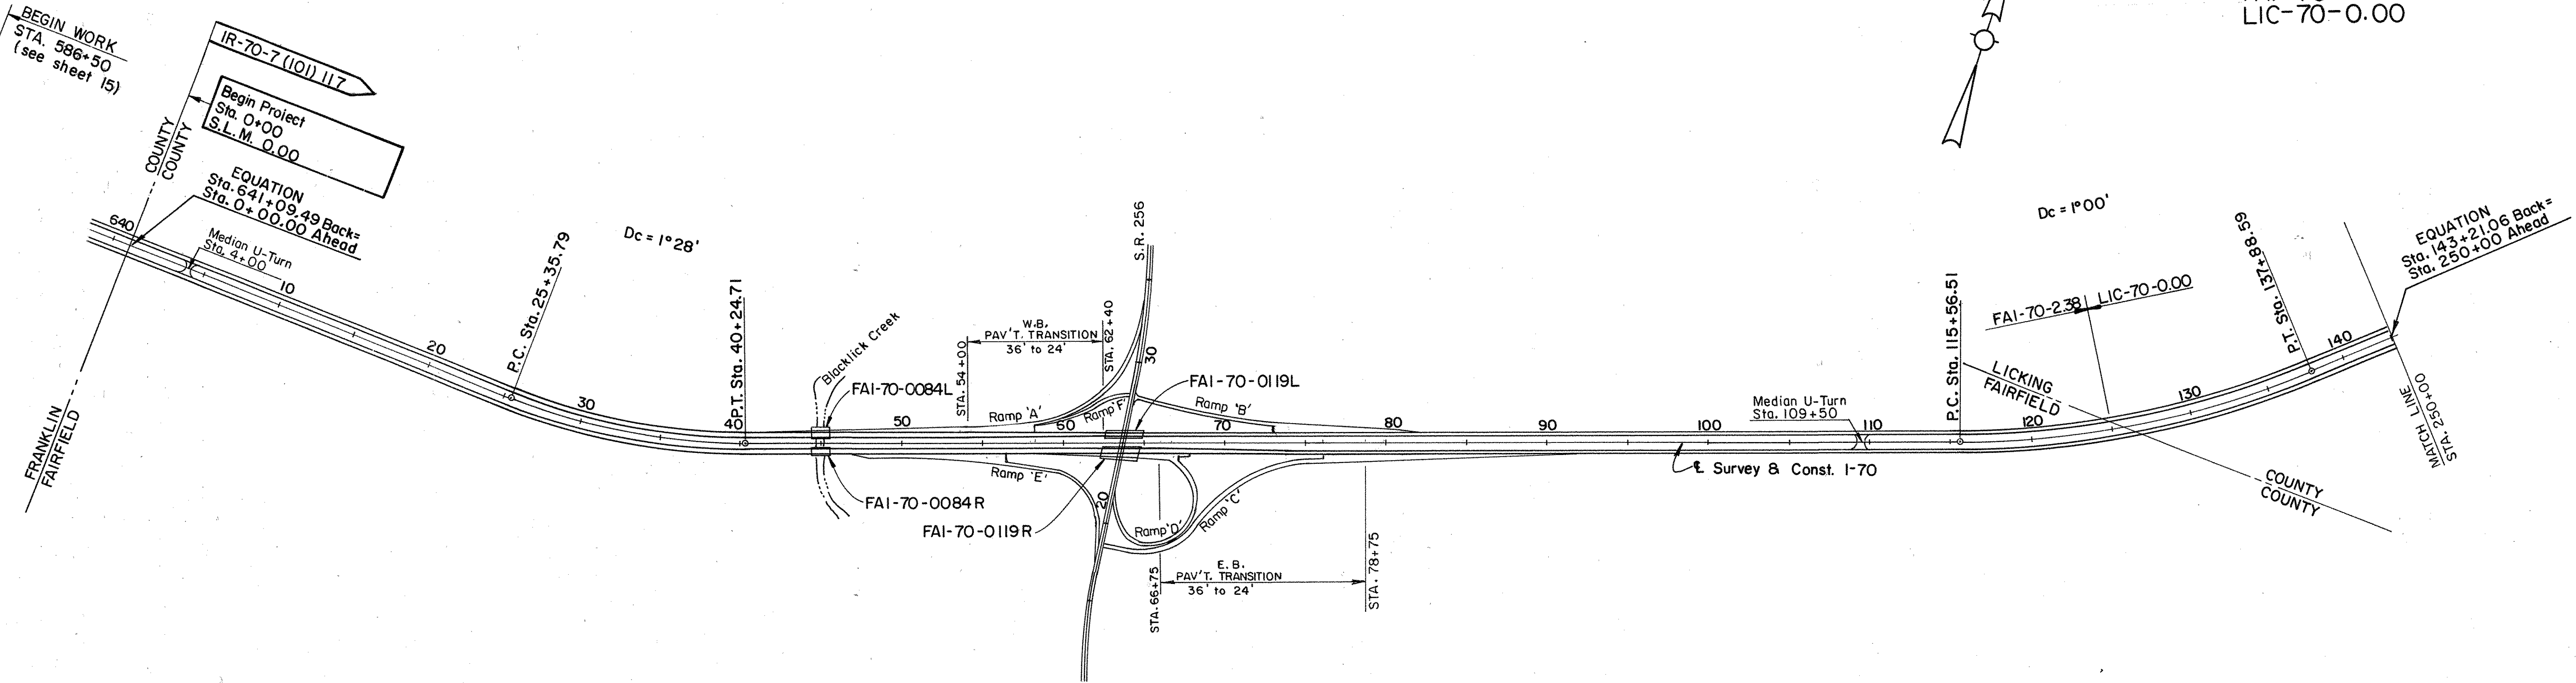 LIC-70-0.00
BEGIN WORK
STA. 586+50
(see sheet 15)
IR-70-7 (101) 117
Begin Project
Sta. 0+00
S.L.M. 0.00
COUNTY
COUNTY
EQUATION
Sta. 641+09.49 Back=
Sta. 0+00.00 Ahead
640
Median U-Turn
Sta. 4+00
10
20
P.C. Sta. 25+35.79
Dc = 1°28'
30
FRANKLIN
FAIRFIELD
40
P.T. Sta. 40+24.71
Blacklick Creek
FAI-70-0084L
FAI-70-0084R
50
STA. 54+00
W.B.
PAV'T. TRANSITION
36' to 24'
STA. 62+40
S.R. 256
30
Ramp 'A'
Ramp 'F'
60
FAI-70-0119L
Ramp 'B'
70
Ramp 'E'
20
FAI-70-0119R
Ramp 'D'
Ramp 'C'
STA. 66+75
E.B.
PAV'T. TRANSITION
36' to 24'
STA. 78+75
80
90
100
℄ Survey & Const. I-70
Median U-Turn
Sta. 109+50
110
P.C. Sta. 115+56.51
LICKING
FAIRFIELD
120
FAI-70-2.38
LIC-70-0.00
Dc = 1°00'
130
P.T. Sta. 137+88.59
140
EQUATION
Sta. 143+21.06 Back=
Sta. 250+00 Ahead
MATCH LINE
STA. 250+00
COUNTY
COUNTY